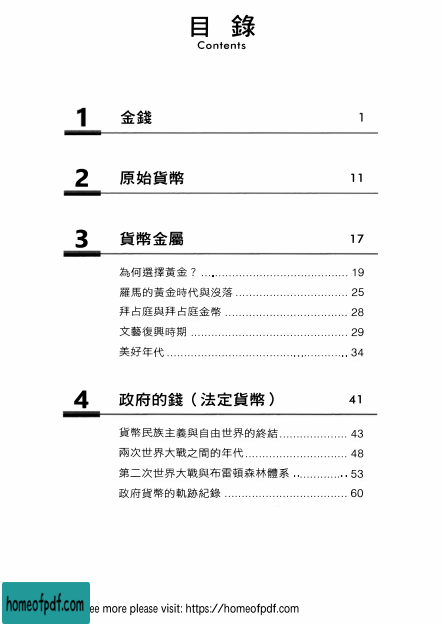 目 錄
Contents
1 金錢 1
2 原始貨幣 11
3 貨幣金屬 17
為何選擇黃金？ 19
羅馬的黃金時代與沒落 25
拜占庭與拜占庭金幣 28
文藝復興時期 29
美好年代 34
4 政府的錢（法定貨幣） 41
貨幣民族主義與自由世界的終結 43
兩次世界大戰之間的年代 48
第二次世界大戰與布雷頓森林體系 53
政府貨幣的軌跡紀錄 60
homeofpdf.com ee more please visit: https://homeofpdf.com